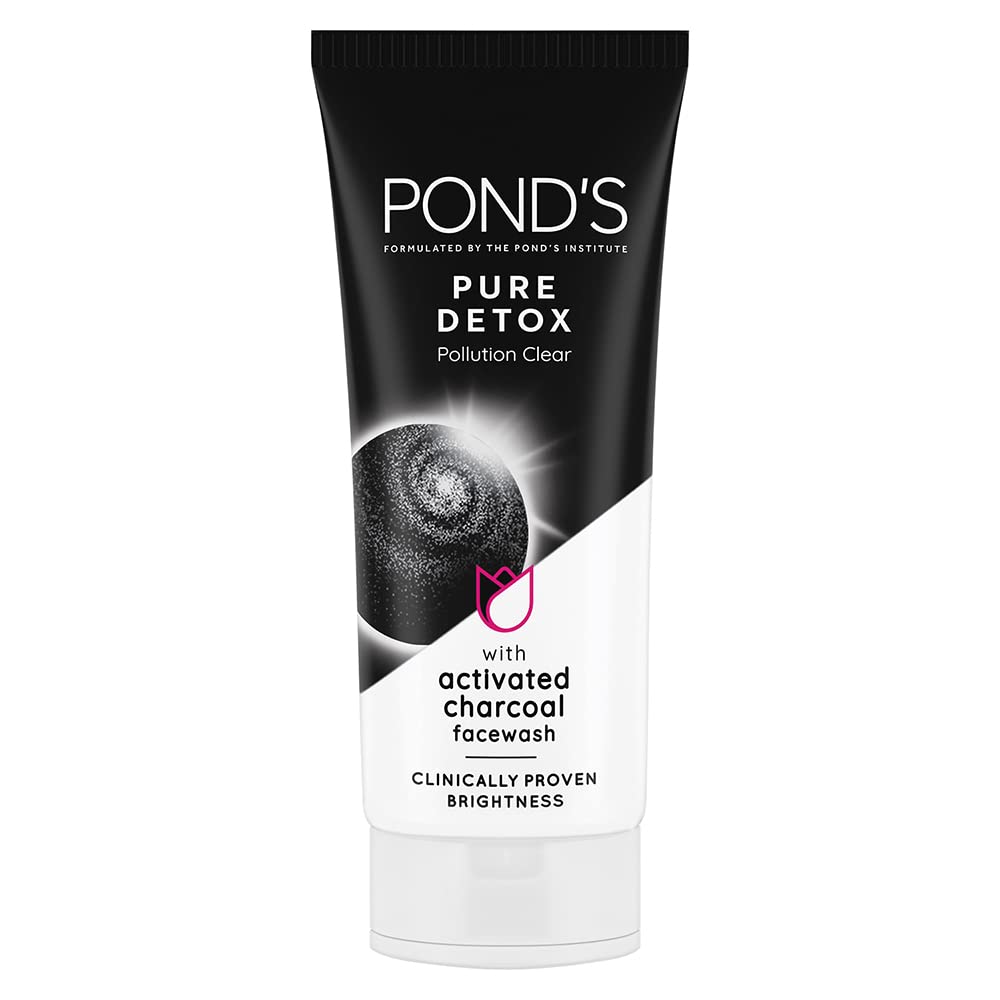 POND'S
FORMULATED BY THE POND'S INSTITUTE
PURE
DETOX
Pollution Clear
with
activated
charcoal
facewash
CLINICALLY PROVEN
BRIGHTNESS